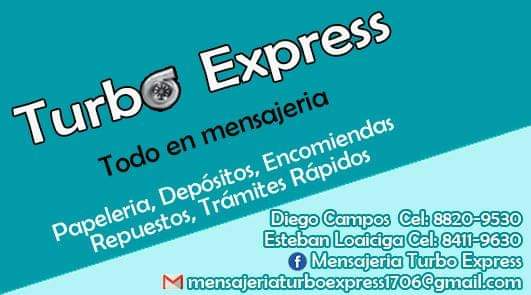 Turbo Express
Todo en mensajeria
Papeleria, Depósitos, Encomiendas
Repuestos, Trámites Rápidos
Diego Campos Cel: 8820-9530
Esteban Loaiciga Cel: 8411-9630
Mensajeria Turbo Express
mensajeriaturboexpress1706@gmail.com